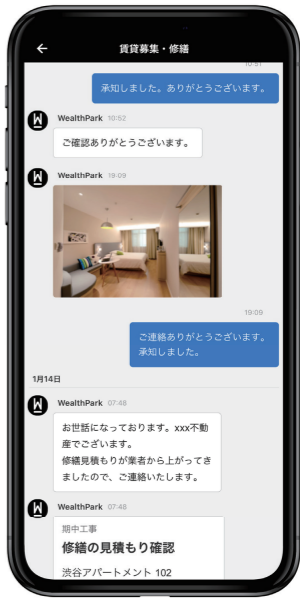 賃貸募集・修繕
10:57
承知しました。ありがとうございます。
WealthPark 10:52
ご確認ありがとうございます。
WealthPark 19:09
19:09
ご連絡ありがとうございます。
承知しました。
1月14日
WealthPark 07:48
お世話になっております。xxx不動
産でございます。
修繕見積もりが業者から上がってき
ましたので、ご連絡いたします。
WealthPark 07:48
期中工事
修繕の見積もり確認
渋谷アパートメント 102